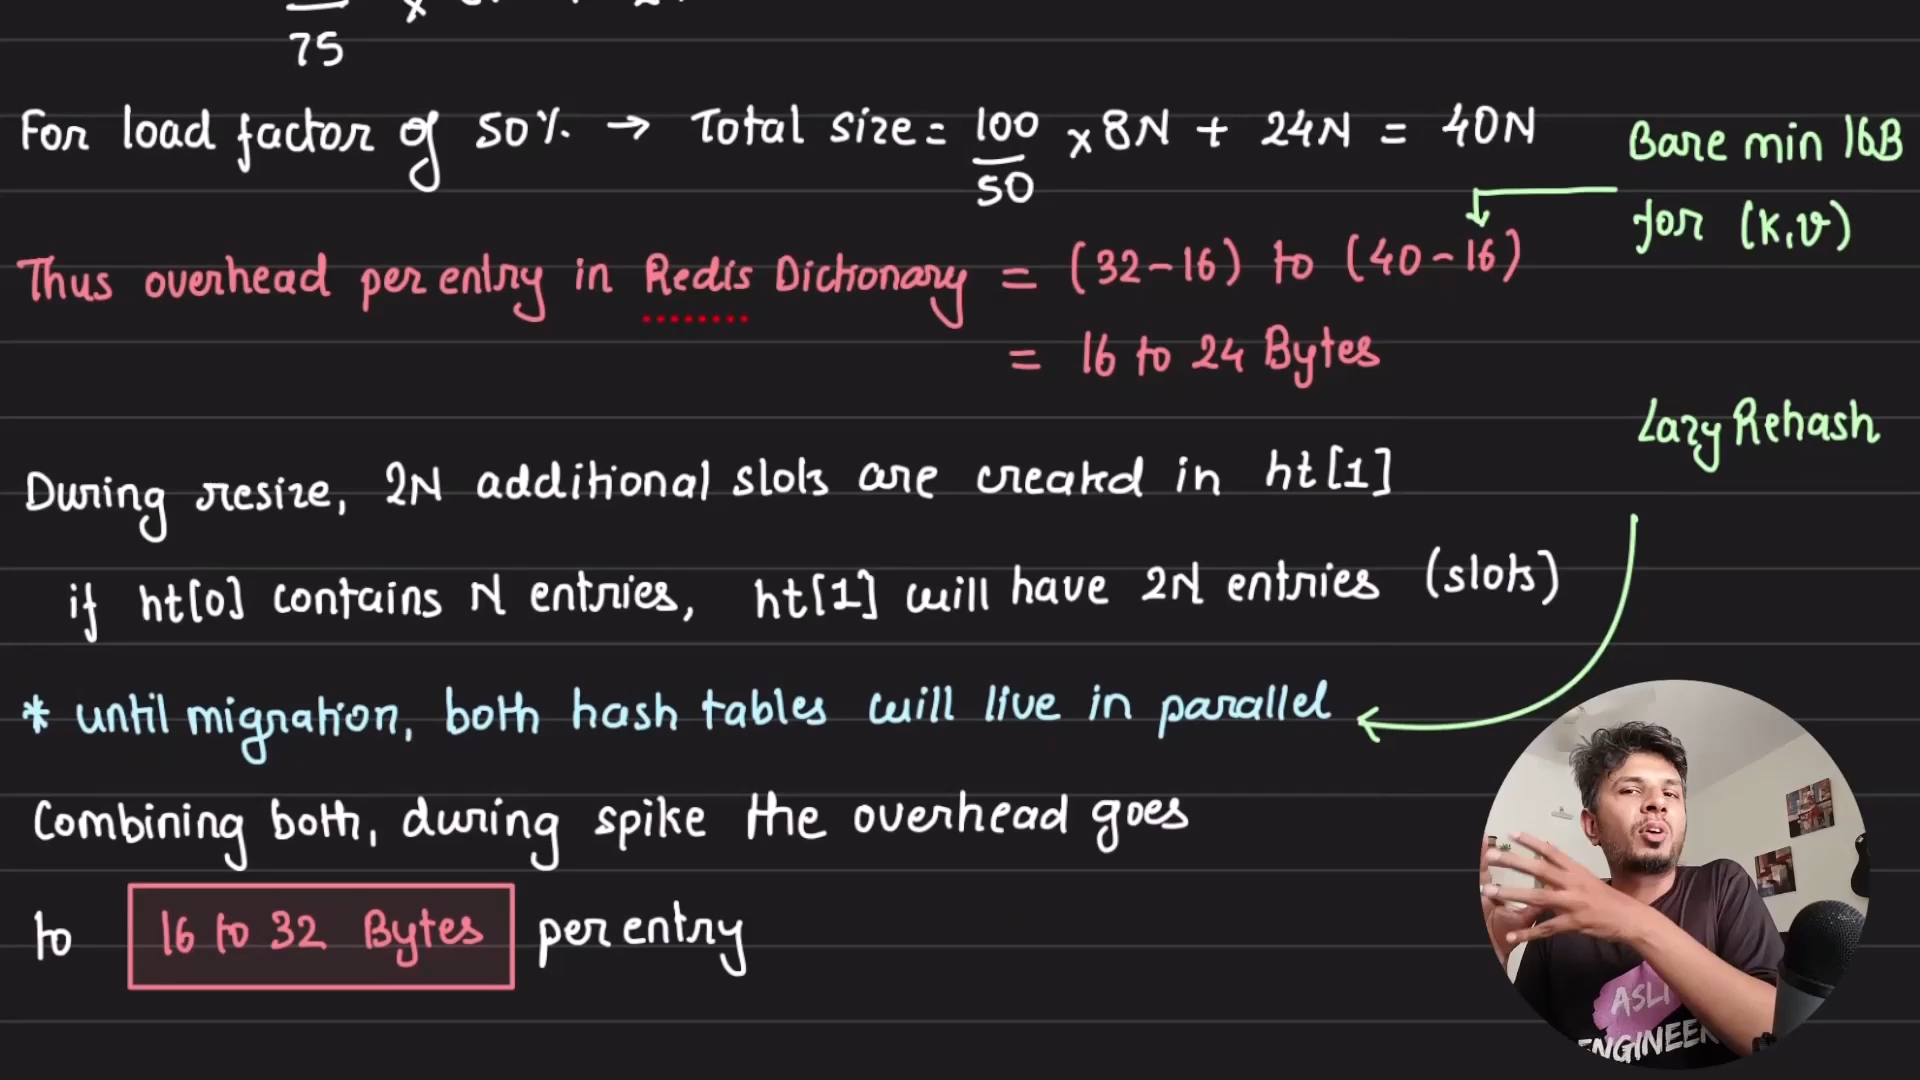 75
For load factor of 50% → Total size = 100/50 × 8N + 24N = 40N
Bare min 16B
for (K,V)
Thus overhead per entry in Redis Dictionary = (32-16) to (40-16)
= 16 to 24 Bytes
Lazy Rehash
During resize, 2N additional slots are created in ht[1]
if ht[0] contains N entries, ht[1] will have 2N entries (slots)
* until migration, both hash tables will live in parallel
Combining both, during spike the overhead goes
to 16 to 32 Bytes per entry
ASLI
ENGINEER